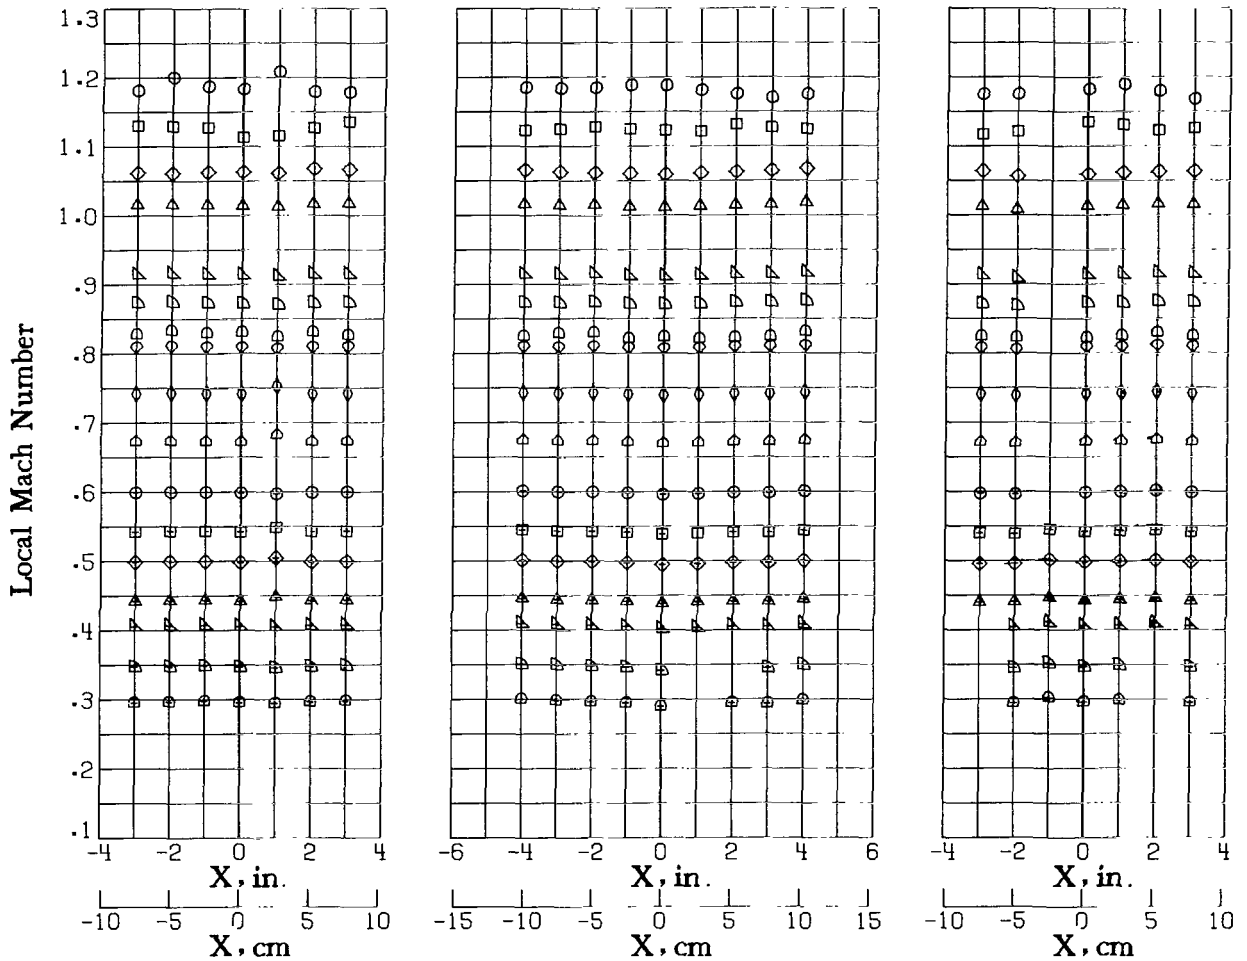 1.3
1.2
1.1
1.0
.9
.8
.7
.6
.5
.4
.3
.2
.1
Local Mach Number
-4 -2 0 2 4
X, in.
-10 -5 0 5 10
X, cm
-6 -4 -2 0 2 4 6
X, in.
-15 -10 -5 0 5 10 15
X, cm
-4 -2 0 2 4
X, in.
-10 -5 0 5 10
X, cm